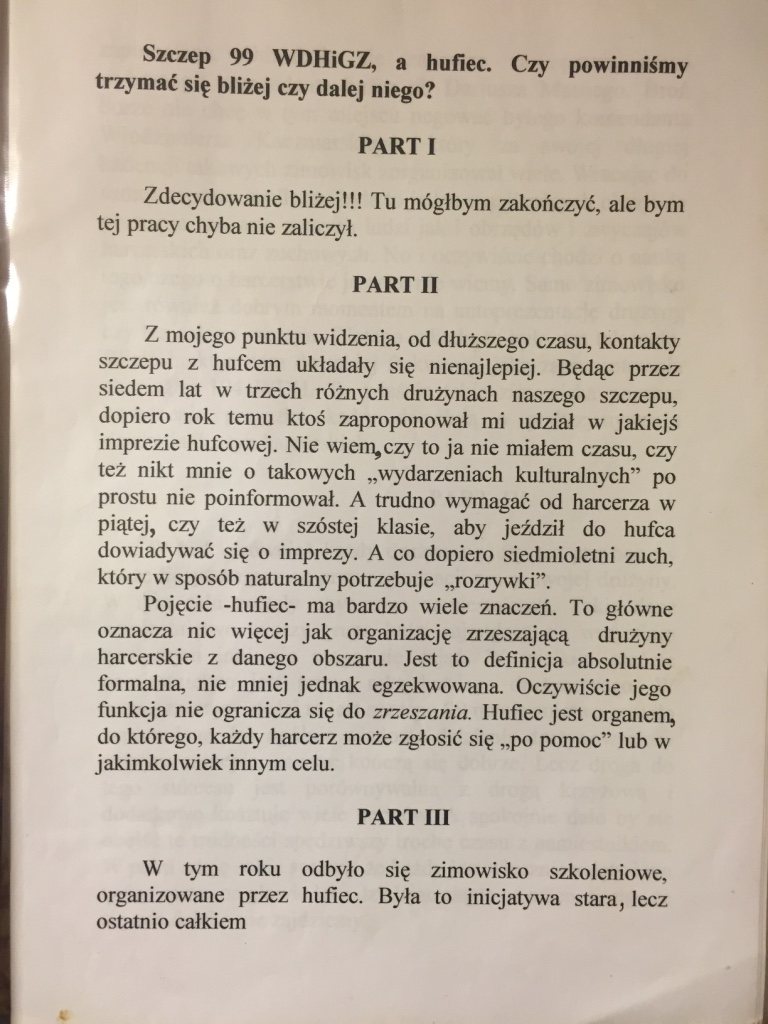 Szczep 99 WDHiGZ, a hufiec. Czy powinniśmy
trzymać się bliżej czy dalej niego?
PART I
Zdecydowanie bliżej!!! Tu mógłbym zakończyć, ale bym
tej pracy chyba nie zaliczył.
PART II
Z mojego punktu widzenia, od dłuższego czasu, kontakty
szczepu z hufcem układały się nienajlepiej. Będąc przez
siedem lat w trzech różnych drużynach naszego szczepu,
dopiero rok temu ktoś zaproponował mi udział w jakiejś
imprezie hufcowej. Nie wiem, czy to ja nie miałem czasu, czy
też nikt mnie o takowych „wydarzeniach kulturalnych” po
prostu nie poinformował. A trudno wymagać od harcerza w
piątej, czy też w szóstej klasie, aby jeździł do hufca
dowiadywać się o imprezy. A co dopiero siedmioletni zuch,
który w sposób naturalny potrzebuje „rozrywki”.
Pojęcie -hufiec- ma bardzo wiele znaczeń. To główne
oznacza nic więcej jak organizację zrzeszającą drużyny
harcerskie z danego obszaru. Jest to definicja absolutnie
formalna, nie mniej jednak egzekwowana. Oczywiście jego
funkcja nie ogranicza się do zrzeszania. Hufiec jest organem,
do którego, każdy harcerz może zgłosić się „po pomoc” lub w
jakimkolwiek innym celu.
PART III
W tym roku odbyło się zimowisko szkoleniowe,
organizowane przez hufiec. Była to inicjatywa stara, lecz
ostatnio całkiem